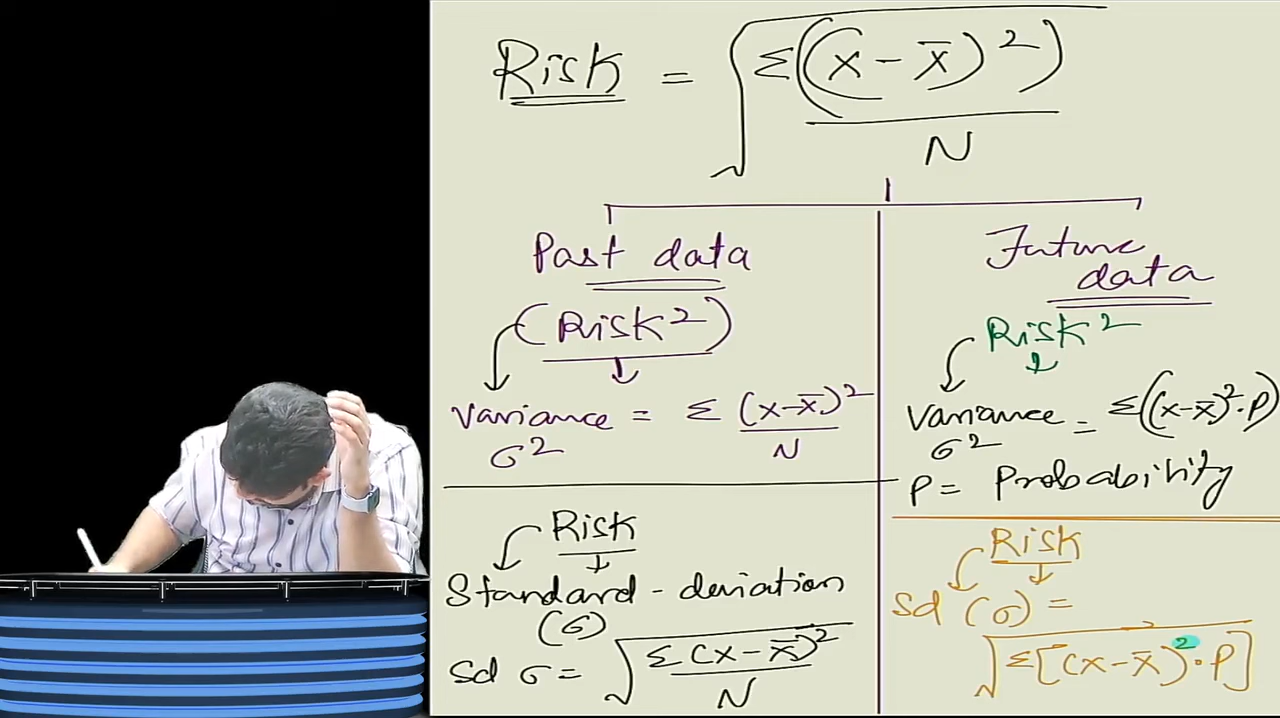 Risk = √Σ((x - x̄)²) / N
Past data
(Risk²)
Variance = Σ (x-x̄)² / N
σ²
Risk
Standard - deviation
(σ)
Sd σ = √Σ(x-x̄)² / N
Future
data
Risk²
Variance = Σ((x-x̄)²·P)
σ²
P = Probability
Risk
Sd (σ) =
√Σ[(x-x̄)²·P]